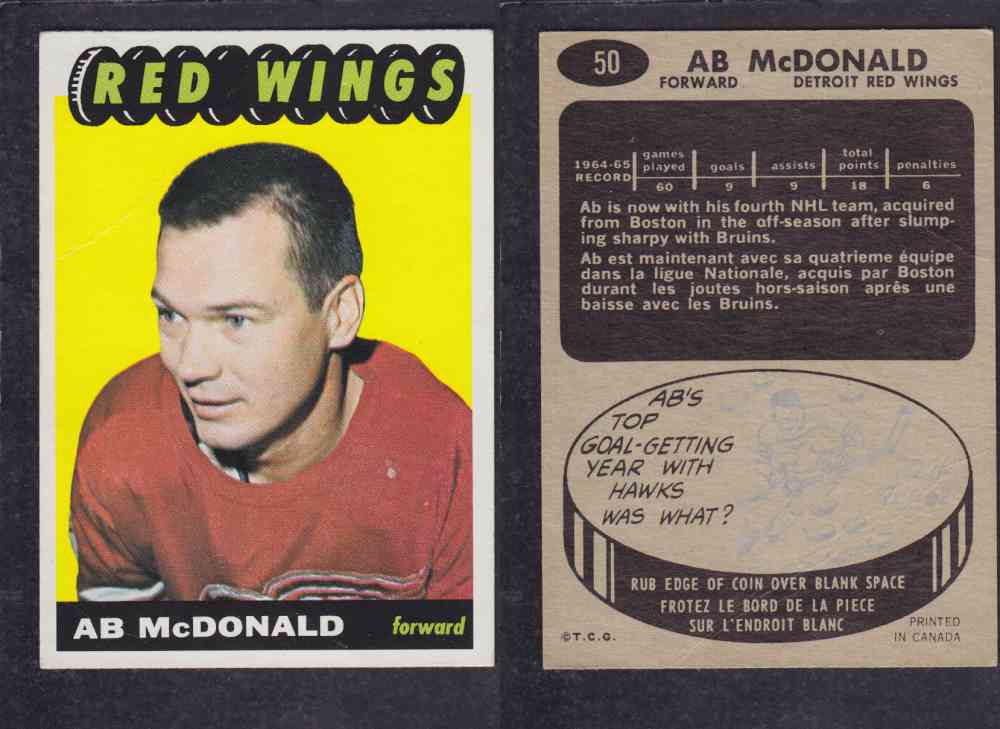 RED WINGS
AB McDONALD
forward
50
AB McDONALD
FORWARD DETROIT RED WINGS
1964-65 RECORD
games played goals assists total points penalties
60 9 9 18 6
Ab is now with his fourth NHL team, acquired
from Boston in the off-season after slump-
ing sharpy with Bruins.
Ab est maintenant avec sa quatrieme équipe
dans la ligue Nationale, acquis par Boston
durant les joutes hors-saison après une
baisse avec les Bruins.
AB'S
TOP
GOAL-GETTING
YEAR WITH
HAWKS
WAS WHAT?
RUB EDGE OF COIN OVER BLANK SPACE
FROTEZ LE BORD DE LA PIECE
SUR L'ENDROIT BLANC
©T.C.G.
PRINTED
IN CANADA